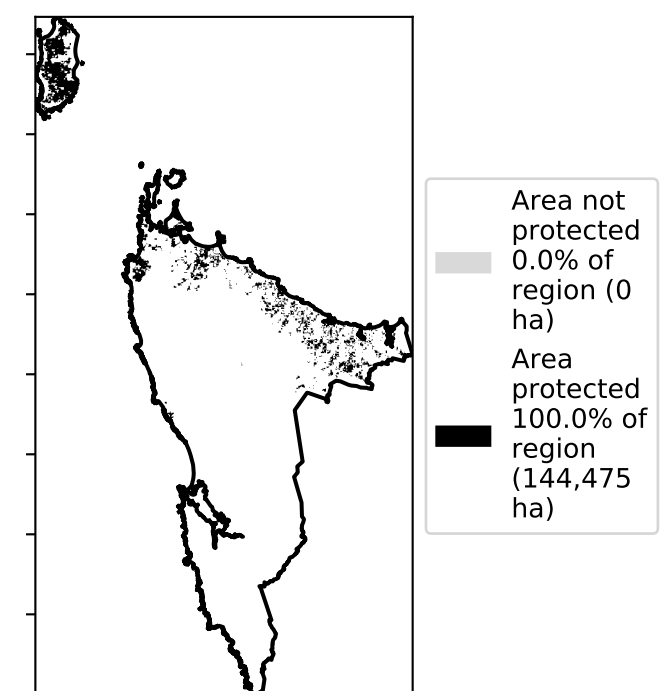 Area not
protected
0.0% of
region (0
ha)
Area
protected
100.0% of
region
(144,475
ha)